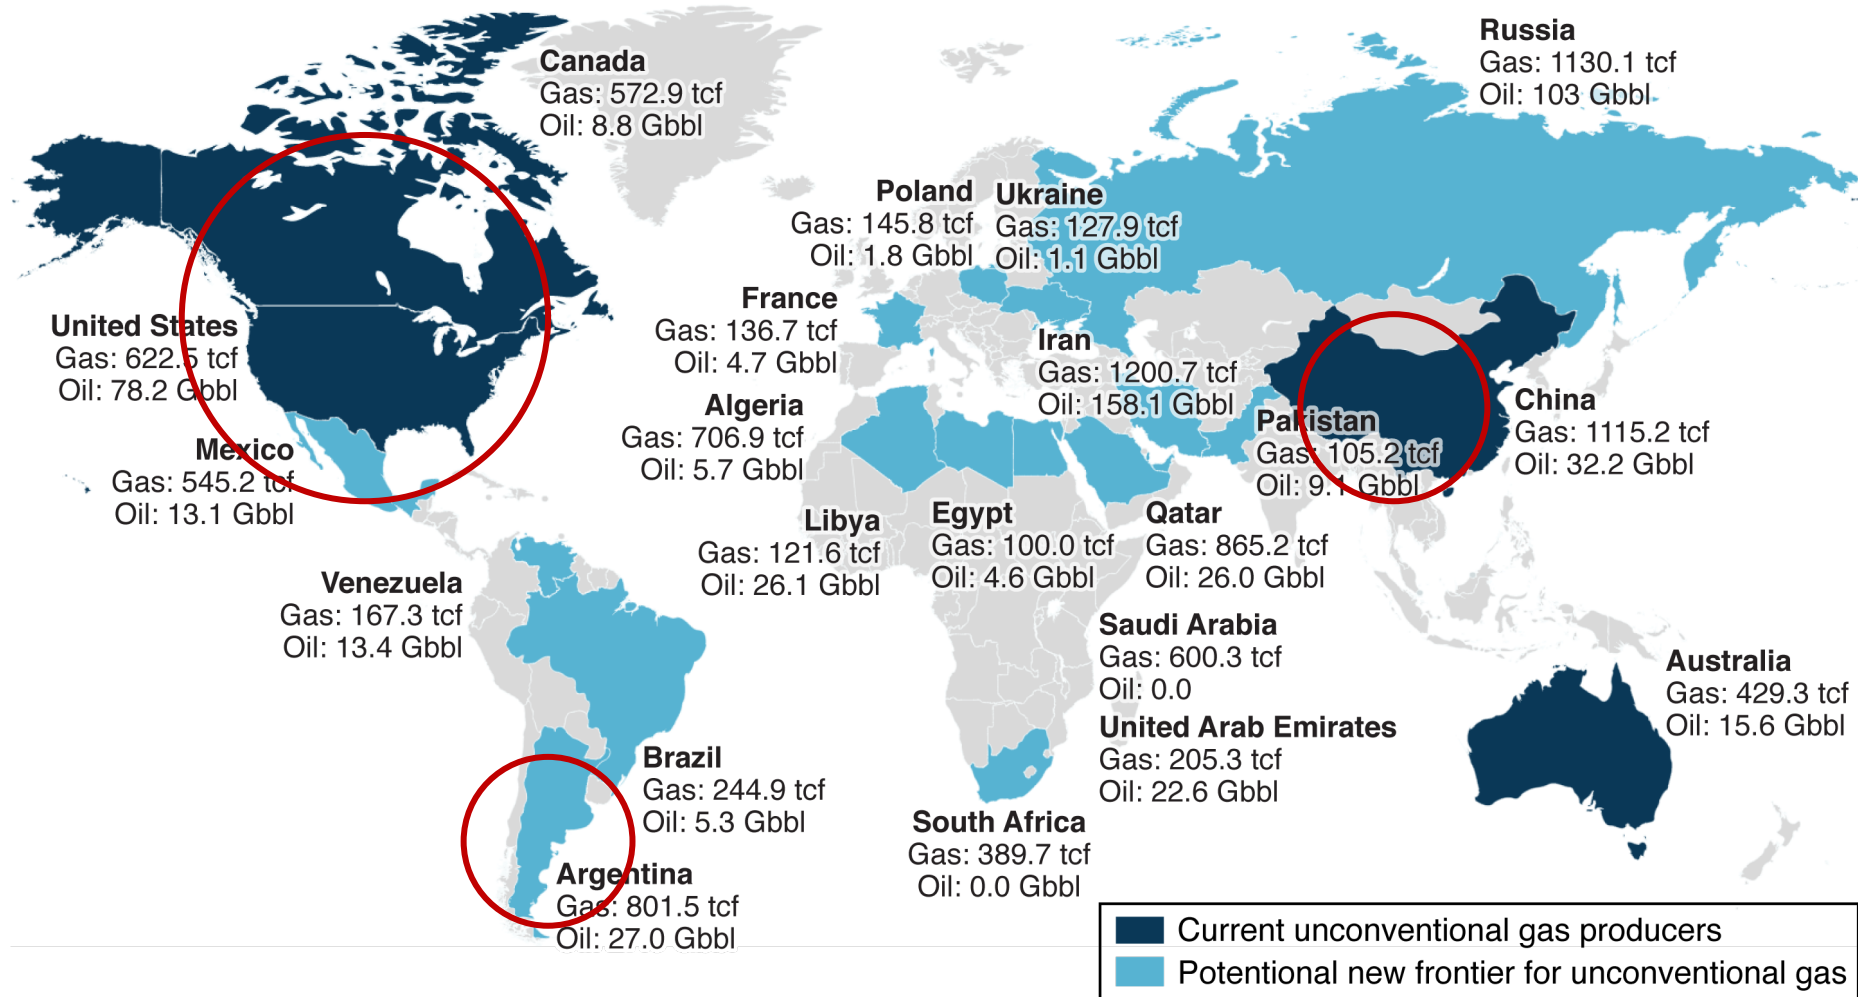 Canada
Gas: 572.9 tcf
Oil: 8.8 Gbbl
Russia
Gas: 1130.1 tcf
Oil: 103 Gbbl
Poland
Gas: 145.8 tcf
Oil: 1.8 Gbbl
Ukraine
Gas: 127.9 tcf
Oil: 1.1 Gbbl
France
Gas: 136.7 tcf
Oil: 4.7 Gbbl
United States
Gas: 622.5 tcf
Oil: 78.2 Gbbl
Iran
Gas: 1200.7 tcf
Oil: 158.1 Gbbl
Algeria
Gas: 706.9 tcf
Oil: 5.7 Gbbl
Pakistan
Gas: 105.2 tcf
Oil: 9.1 Gbbl
China
Gas: 1115.2 tcf
Oil: 32.2 Gbbl
Mexico
Gas: 545.2 tcf
Oil: 13.1 Gbbl
Libya
Gas: 121.6 tcf
Oil: 26.1 Gbbl
Egypt
Gas: 100.0 tcf
Oil: 4.6 Gbbl
Qatar
Gas: 865.2 tcf
Oil: 26.0 Gbbl
Venezuela
Gas: 167.3 tcf
Oil: 13.4 Gbbl
Saudi Arabia
Gas: 600.3 tcf
Oil: 0.0
Australia
Gas: 429.3 tcf
Oil: 15.6 Gbbl
United Arab Emirates
Gas: 205.3 tcf
Oil: 22.6 Gbbl
Brazil
Gas: 244.9 tcf
Oil: 5.3 Gbbl
South Africa
Gas: 389.7 tcf
Oil: 0.0 Gbbl
Argentina
Gas: 801.5 tcf
Oil: 27.0 Gbbl
Current unconventional gas producers
Potentional new frontier for unconventional gas